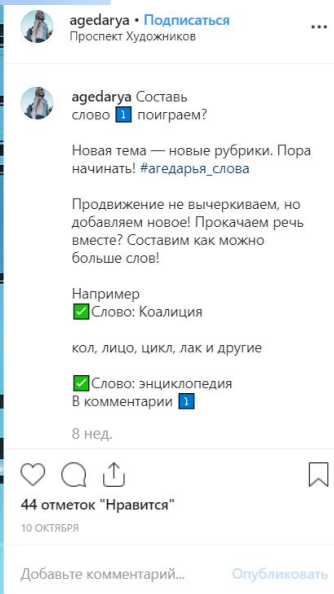 agedarya • Подписаться
Проспект Художников
...
agedarya Составь
слово ⤵ поиграем?
Новая тема — новые рубрики. Пора
начинать! #агедарья_слова
Продвижение не вычеркиваем, но
добавляем новое! Прокачаем речь
вместе? Составим как можно
больше слов!
Например
✅Слово: Коалиция
кол, лицо, цикл, лак и другие
✅Слово: энциклопедия
В комментарии ⤵
8 нед.
44 отметок "Нравится"
10 ОКТЯБРЯ
Добавьте комментарий... Опубликовать